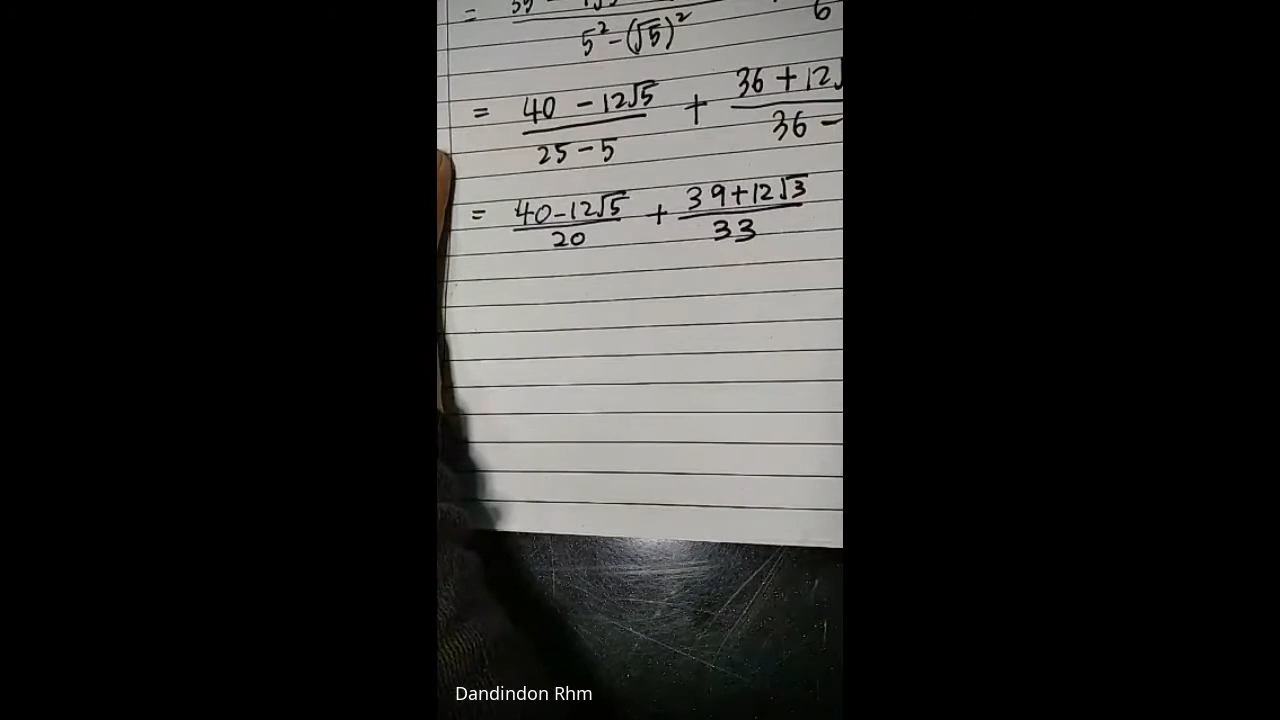 = 5² - (√5)² 6
= 40 - 12√5 / 25 - 5 + 36 + 12√ / 36 -
= 40 - 12√5 / 20 + 39 + 12√3 / 33
Dandindon Rhm